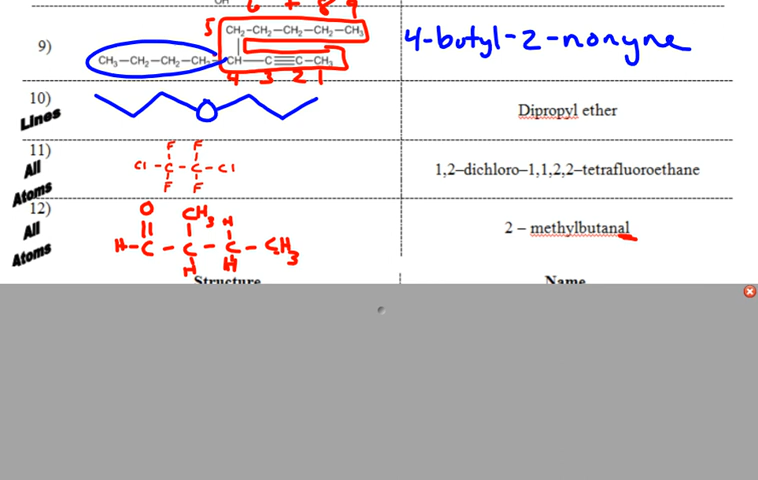 OH 6 7 8 9
5 CH2-CH2-CH2-CH2-CH3
9) CH3—CH2—CH2—CH2—CH—C≡C—CH3 4-butyl-2-nonyne
4 3 2 1
10) Lines O Dipropyl ether
11) All Atoms
F F
Cl-C-C-Cl
F F
1,2–dichloro–1,1,2,2–tetrafluoroethane
12) All Atoms
O CH3 H
H-C-C-C-CH3
H H
2 – methylbutanal
Structure Name